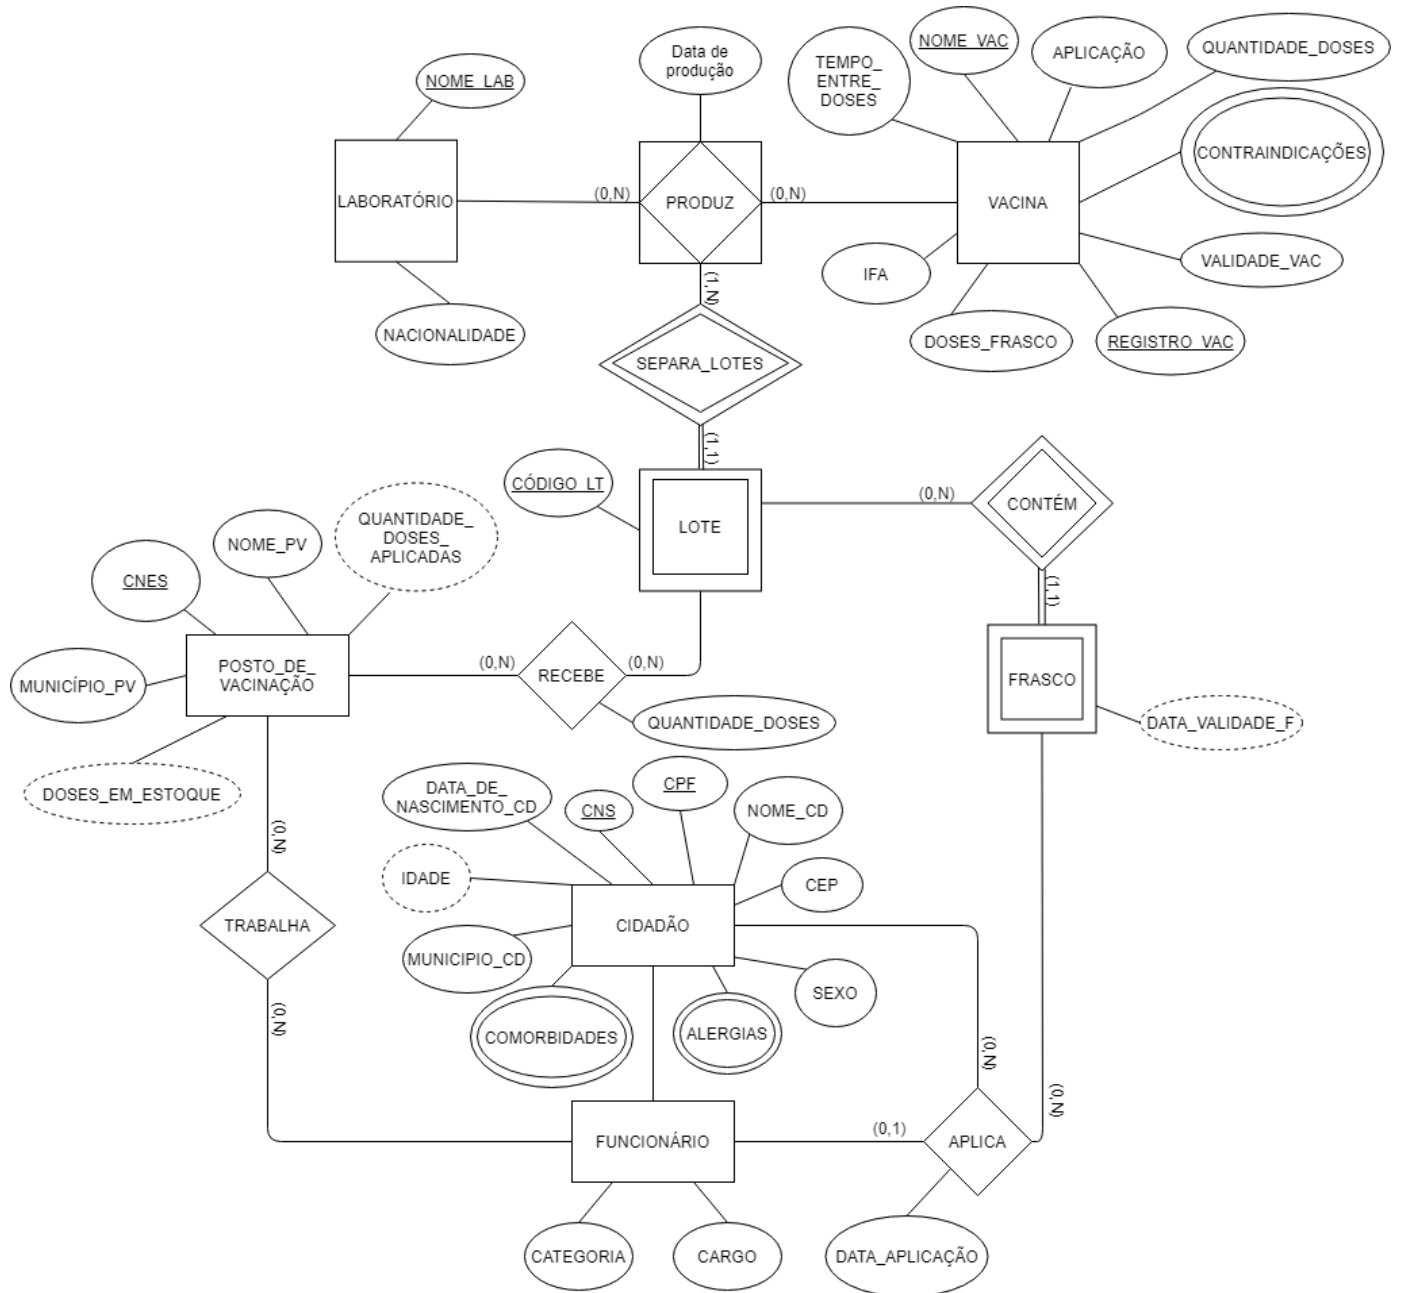 NOME_VAC
QUANTIDADE_DOSES
APLICAÇÃO
Data de
produção
TEMPO_
ENTRE_
DOSES
NOME_LAB
CONTRAINDICAÇÕES
LABORATÓRIO
(0,N)
PRODUZ
(0,N)
VACINA
VALIDADE_VAC
IFA
(1,N)
NACIONALIDADE
DOSES_FRASCO
REGISTRO_VAC
SEPARA_LOTES
(1,1)
CÓDIGO_LT
(0,N)
CONTÉM
LOTE
QUANTIDADE_
DOSES_
APLICADAS
NOME_PV
CNES
(1,1)
POSTO_DE_
VACINAÇÃO
(0,N)
RECEBE
(0,N)
FRASCO
MUNICÍPIO_PV
QUANTIDADE_DOSES
DATA_VALIDADE_F
DOSES_EM_ESTOQUE
DATA_DE_
NASCIMENTO_CD
CNS
CPF
NOME_CD
(0,N)
IDADE
CEP
TRABALHA
CIDADÃO
MUNICIPIO_CD
SEXO
(0,N)
COMORBIDADES
ALERGIAS
(0,N)
(0,N)
FUNCIONÁRIO
(0,1)
APLICA
CATEGORIA
CARGO
DATA_APLICAÇÃO